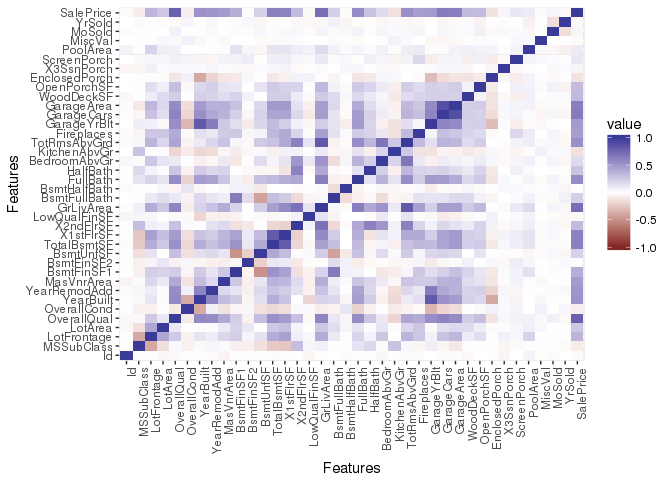 SalePrice
YrSold
MoSold
MiscVal
PoolArea
ScreenPorch
X3SsnPorch
EnclosedPorch
OpenPorchSF
WoodDeckSF
GarageArea
GarageCars
GarageYrBlt
Fireplaces
TotRmsAbvGrd
KitchenAbvGr
BedroomAbvGr
HalfBath
FullBath
BsmtHalfBath
BsmtFullBath
GrLivArea
LowQualFinSF
X2ndFlrSF
X1stFlrSF
TotalBsmtSF
BsmtUnfSF
BsmtFinSF2
BsmtFinSF1
MasVnrArea
YearRemodAdd
YearBuilt
OverallCond
OverallQual
LotArea
LotFrontage
MSSubClass
Id
Features
value
1.0
0.5
0.0
-0.5
-1.0
Id
MSSubClass
LotFrontage
LotArea
OverallQual
OverallCond
YearBuilt
YearRemodAdd
MasVnrArea
BsmtFinSF1
BsmtFinSF2
BsmtUnfSF
TotalBsmtSF
X1stFlrSF
X2ndFlrSF
LowQualFinSF
GrLivArea
BsmtFullBath
BsmtHalfBath
FullBath
HalfBath
BedroomAbvGr
KitchenAbvGr
TotRmsAbvGrd
Fireplaces
GarageYrBlt
GarageCars
GarageArea
WoodDeckSF
OpenPorchSF
EnclosedPorch
X3SsnPorch
ScreenPorch
PoolArea
MiscVal
MoSold
YrSold
SalePrice
Features